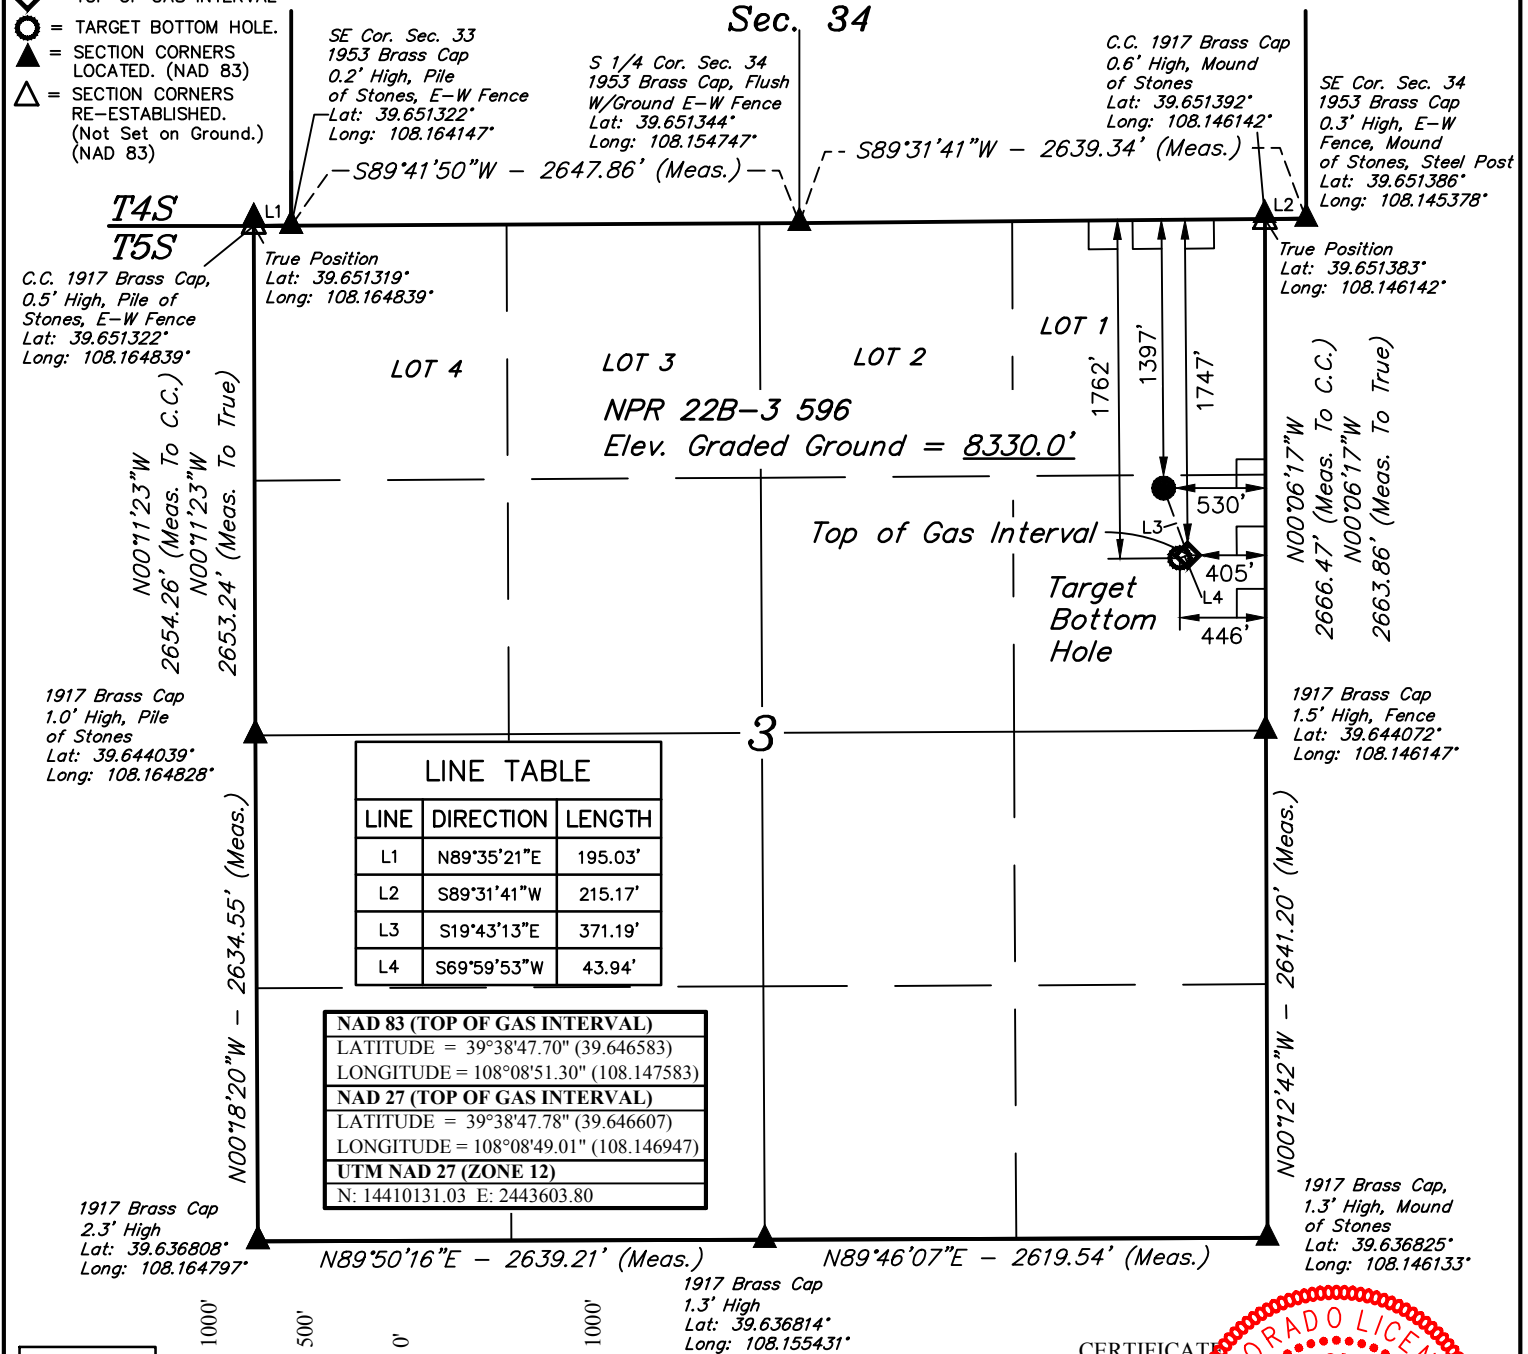 = TARGET BOTTOM HOLE.
= SECTION CORNERS
LOCATED. (NAD 83)
= SECTION CORNERS
RE-ESTABLISHED.
(Not Set on Ground.)
(NAD 83)
Sec. 34
SE Cor. Sec. 33
1953 Brass Cap
0.2' High, Pile
of Stones, E-W Fence
Lat: 39.651322°
Long: 108.164147°
S 1/4 Cor. Sec. 34
1953 Brass Cap, Flush
W/Ground E-W Fence
Lat: 39.651344°
Long: 108.154747°
C.C. 1917 Brass Cap
0.6' High, Mound
of Stones
Lat: 39.651392°
Long: 108.146142°
SE Cor. Sec. 34
1953 Brass Cap
0.3' High, E-W
Fence, Mound
of Stones, Steel Post
Lat: 39.651386°
Long: 108.145378°
S89°41'50"W - 2647.86' (Meas.)
S89°31'41"W - 2639.34' (Meas.)
T4S
T5S
L1
L2
C.C. 1917 Brass Cap,
0.5' High, Pile of
Stones, E-W Fence
Lat: 39.651322°
Long: 108.164839°
True Position
Lat: 39.651319°
Long: 108.164839°
True Position
Lat: 39.651383°
Long: 108.146142°
LOT 4
LOT 3
LOT 2
LOT 1
1762'
1397'
1747'
NPR 22B-3 596
Elev. Graded Ground = 8330.0'
530'
Top of Gas Interval
L3
405'
L4
Target
Bottom
Hole
446'
N00°11'23"W
2654.26' (Meas. To C.C.)
N00°11'23"W
2653.24' (Meas. To True)
N00°06'17"W
2666.47' (Meas. To C.C.)
N00°06'17"W
2663.86' (Meas. To True)
1917 Brass Cap
1.0' High, Pile
of Stones
Lat: 39.644039°
Long: 108.164828°
3
1917 Brass Cap
1.5' High, Fence
Lat: 39.644072°
Long: 108.146147°
LINE TABLE
LINE DIRECTION LENGTH
L1 N89°35'21"E 195.03'
L2 S89°31'41"W 215.17'
L3 S19°43'13"E 371.19'
L4 S69°59'53"W 43.94'
NAD 83 (TOP OF GAS INTERVAL)
LATITUDE = 39°38'47.70" (39.646583)
LONGITUDE = 108°08'51.30" (108.147583)
NAD 27 (TOP OF GAS INTERVAL)
LATITUDE = 39°38'47.78" (39.646607)
LONGITUDE = 108°08'49.01" (108.146947)
UTM NAD 27 (ZONE 12)
N: 14410131.03 E: 2443603.80
N00°18'20"W - 2634.55' (Meas.)
N00°12'42"W - 2641.20' (Meas.)
1917 Brass Cap
2.3' High
Lat: 39.636808°
Long: 108.164797°
N89°50'16"E - 2639.21' (Meas.)
N89°46'07"E - 2619.54' (Meas.)
1917 Brass Cap,
1.3' High, Mound
of Stones
Lat: 39.636825°
Long: 108.146133°
1917 Brass Cap
1.3' High
Lat: 39.636814°
Long: 108.155431°
1000'
500'
0'
1000'